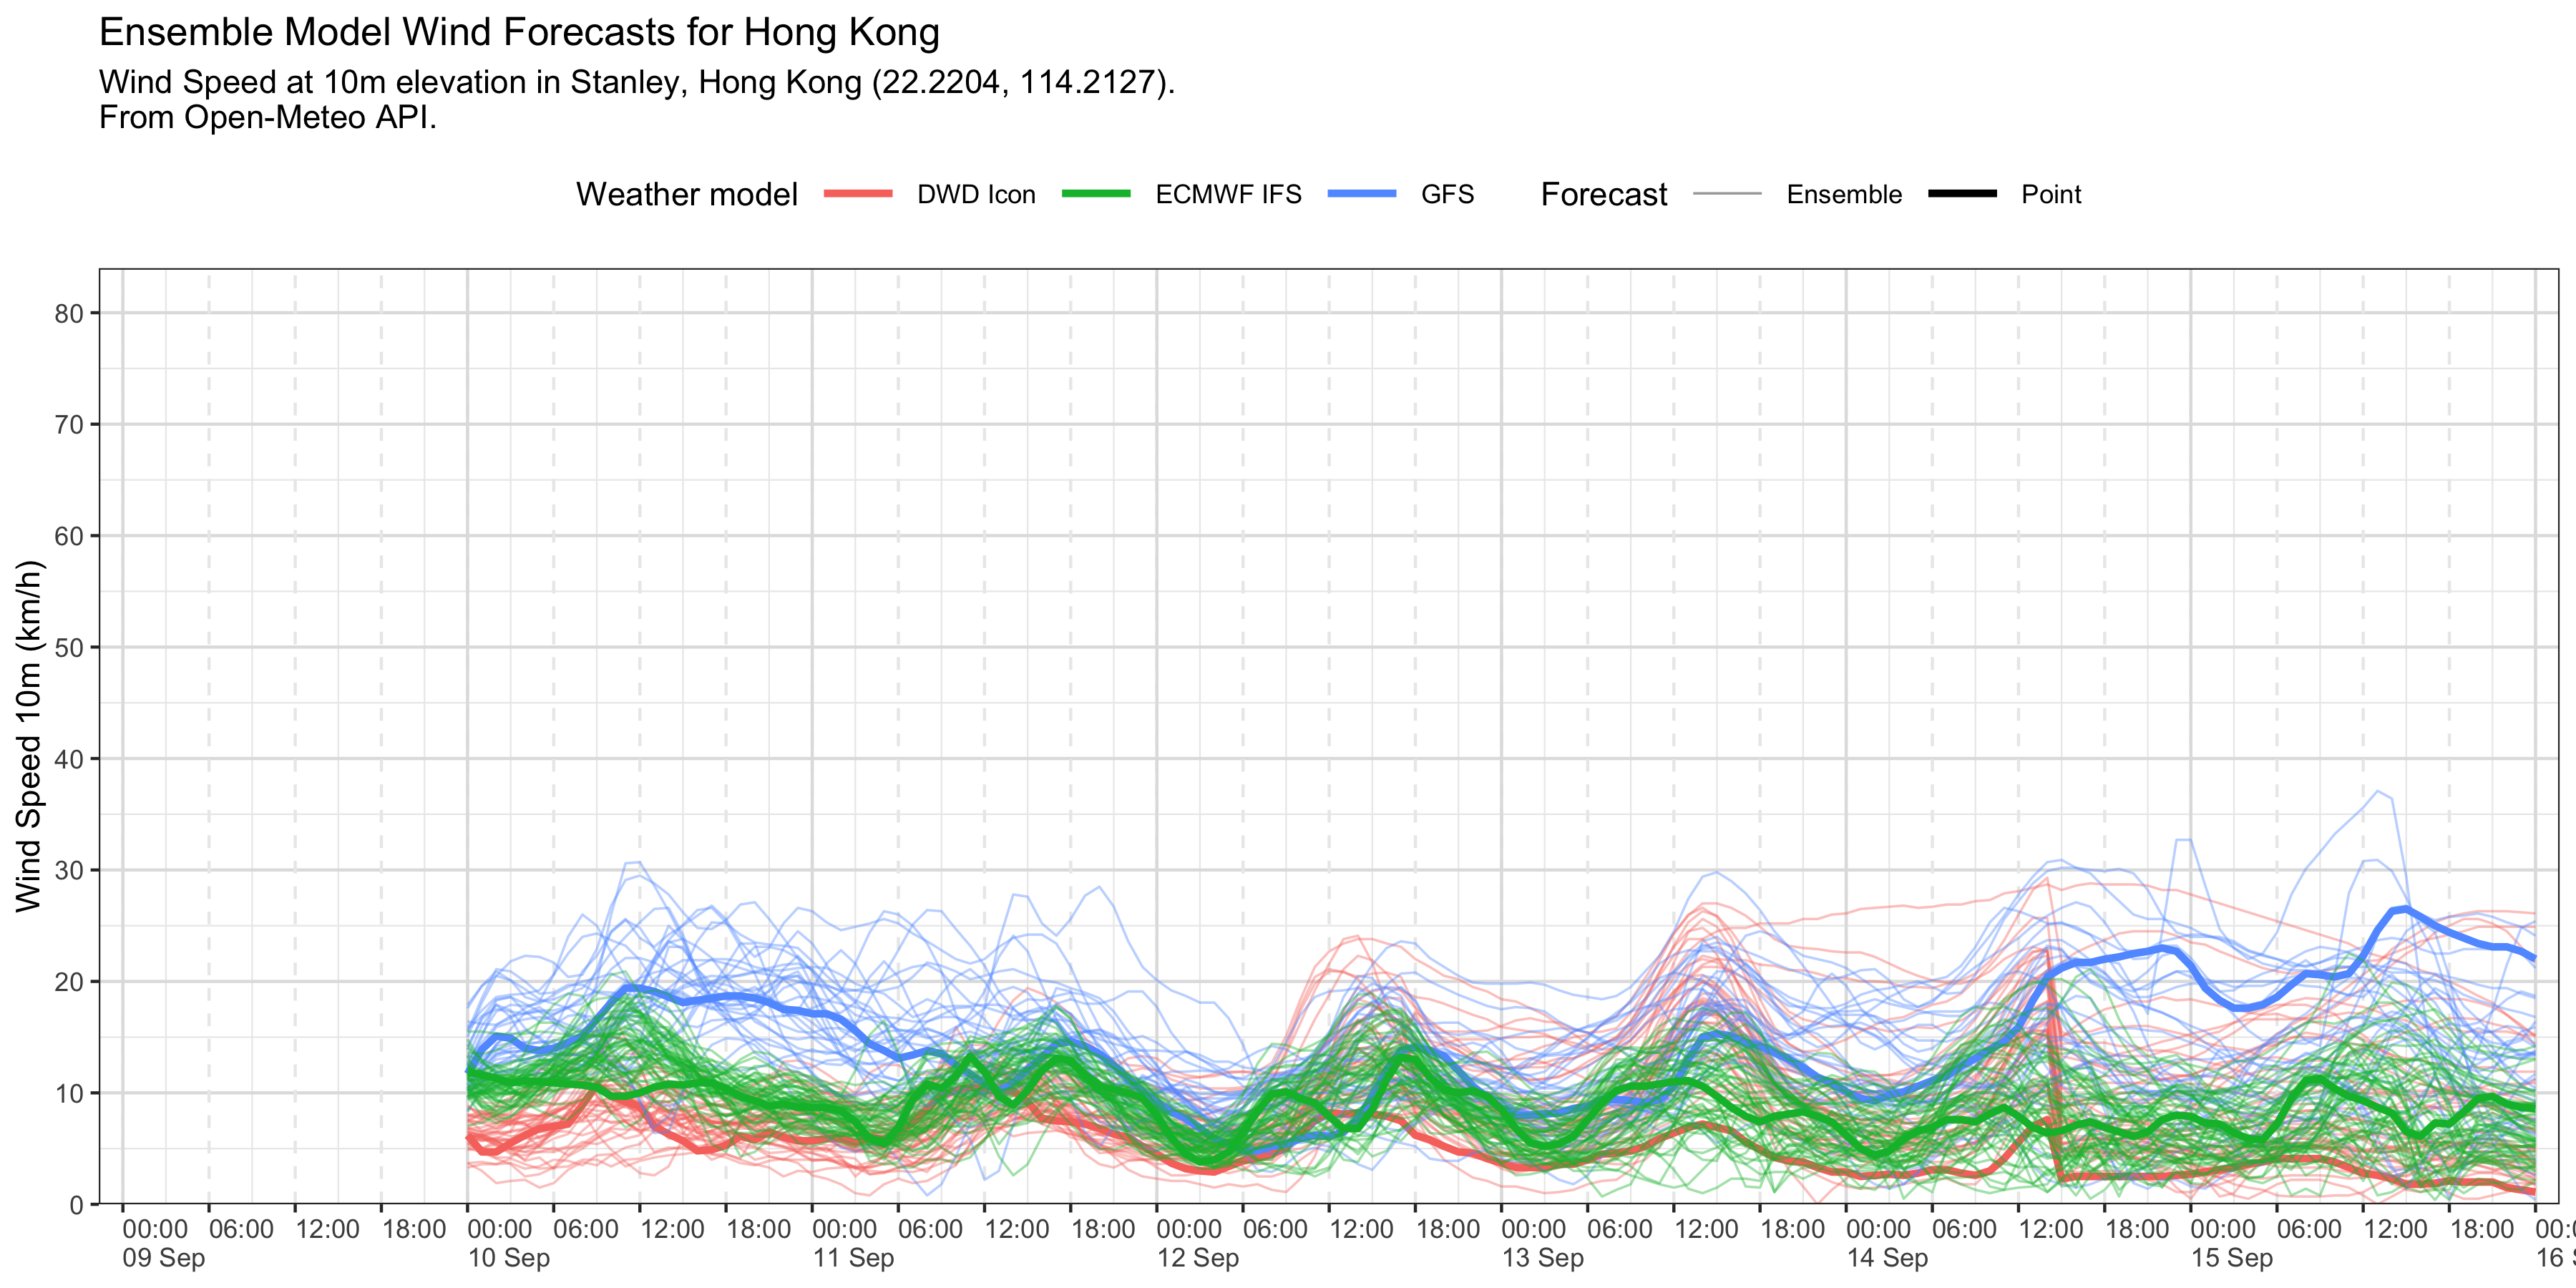 Ensemble Model Wind Forecasts for Hong Kong
Wind Speed at 10m elevation in Stanley, Hong Kong (22.2204, 114.2127).
From Open-Meteo API.
Weather model DWD Icon ECMWF IFS GFS Forecast Ensemble Point
Wind Speed 10m (km/h)
80
70
60
50
40
30
20
10
0
00:00 06:00 12:00 18:00 00:00 06:00 12:00 18:00 00:00 06:00 12:00 18:00 00:00 06:00 12:00 18:00 00:00 06:00 12:00 18:00 00:00 06:00 12:00 18:00 00:00 06:00 12:00 18:00
09 Sep 10 Sep 11 Sep 12 Sep 13 Sep 14 Sep 15 Sep 16